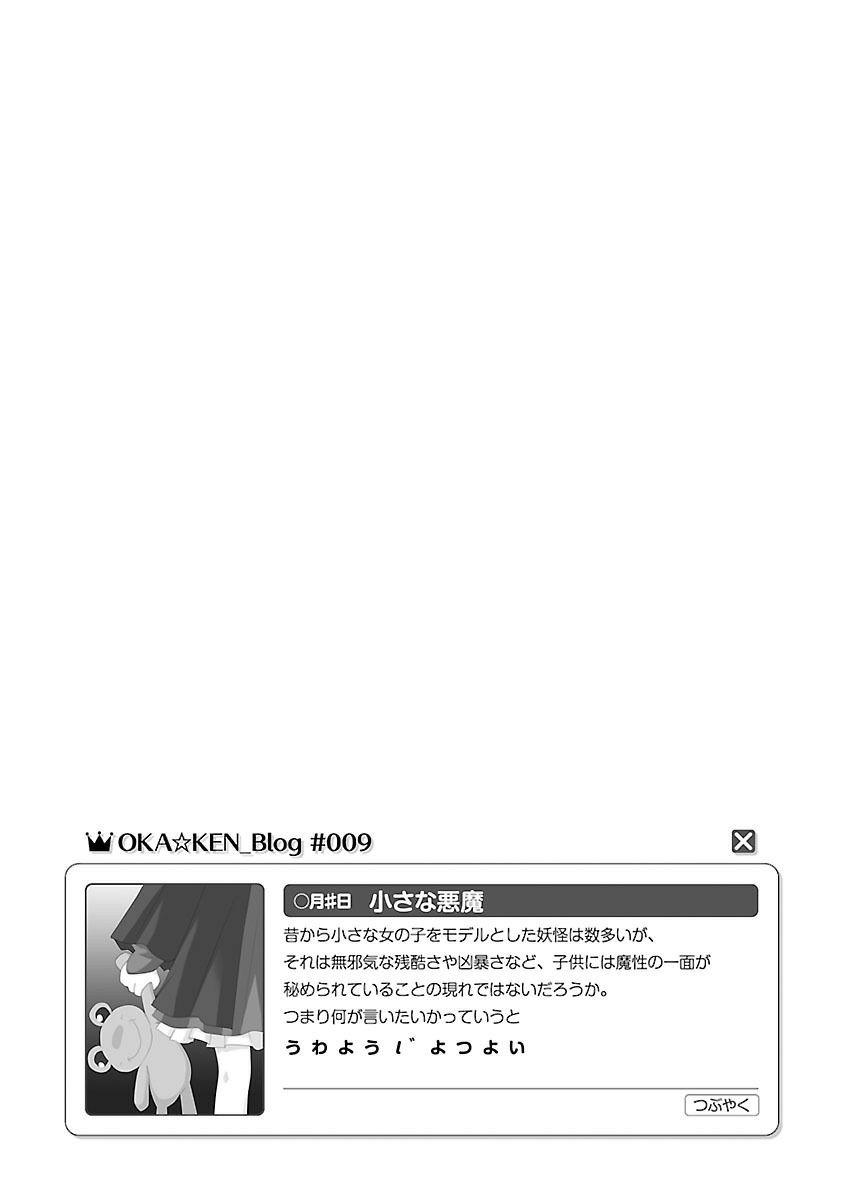 OKA☆KEN_Blog #009
○月♯日 小さな悪魔
昔から小さな女の子をモデルとした妖怪は数多いが、
それは無邪気な残酷さや凶暴さなど、子供には魔性の一面が
秘められていることの現れではないだろうか。
つまり何が言いたいかっていうと
うわようじょつよい
つぶやく